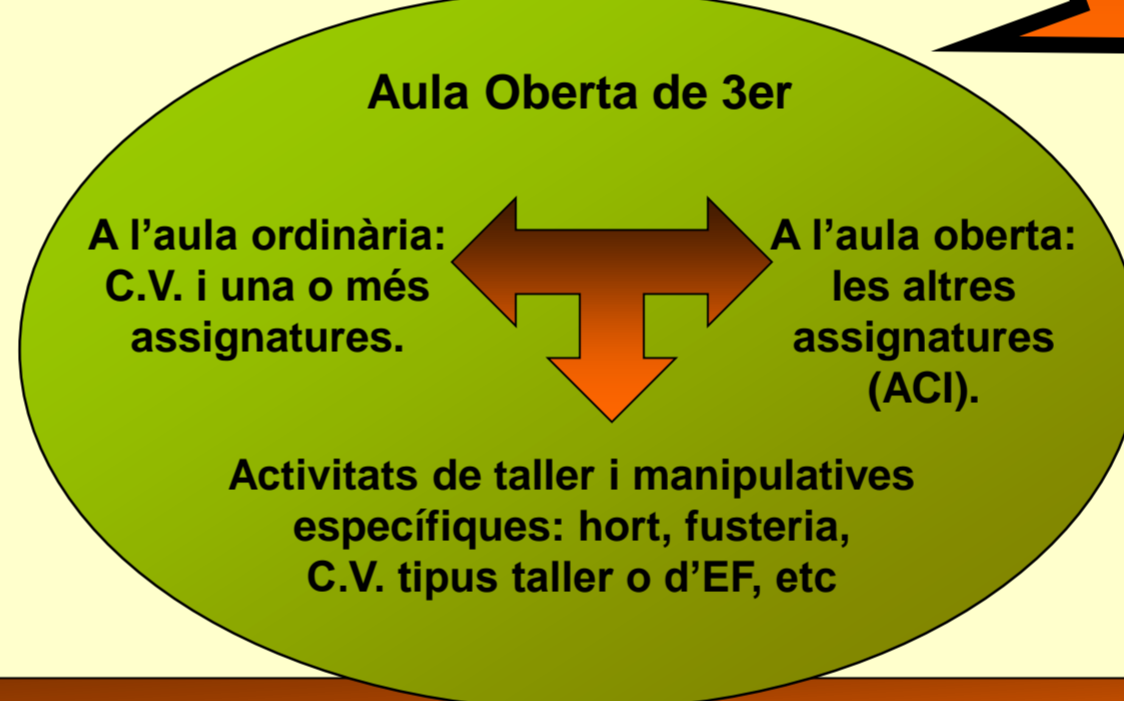 Aula Oberta de 3er
A l’aula ordinària:
C.V. i una o més
assignatures.
A l’aula oberta:
les altres
assignatures
(ACI).
Activitats de taller i manipulatives
específiques: hort, fusteria,
C.V. tipus taller o d’EF, etc